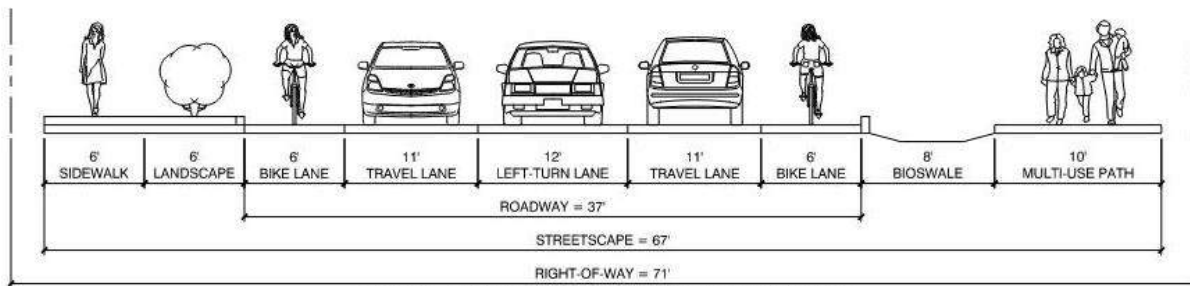 6'
SIDEWALK
6'
LANDSCAPE
6'
BIKE LANE
11'
TRAVEL LANE
12'
LEFT-TURN LANE
11'
TRAVEL LANE
6'
BIKE LANE
8'
BIOSWALE
10'
MULTI-USE PATH
ROADWAY = 37'
STREETSCAPE = 67'
RIGHT-OF-WAY = 71'